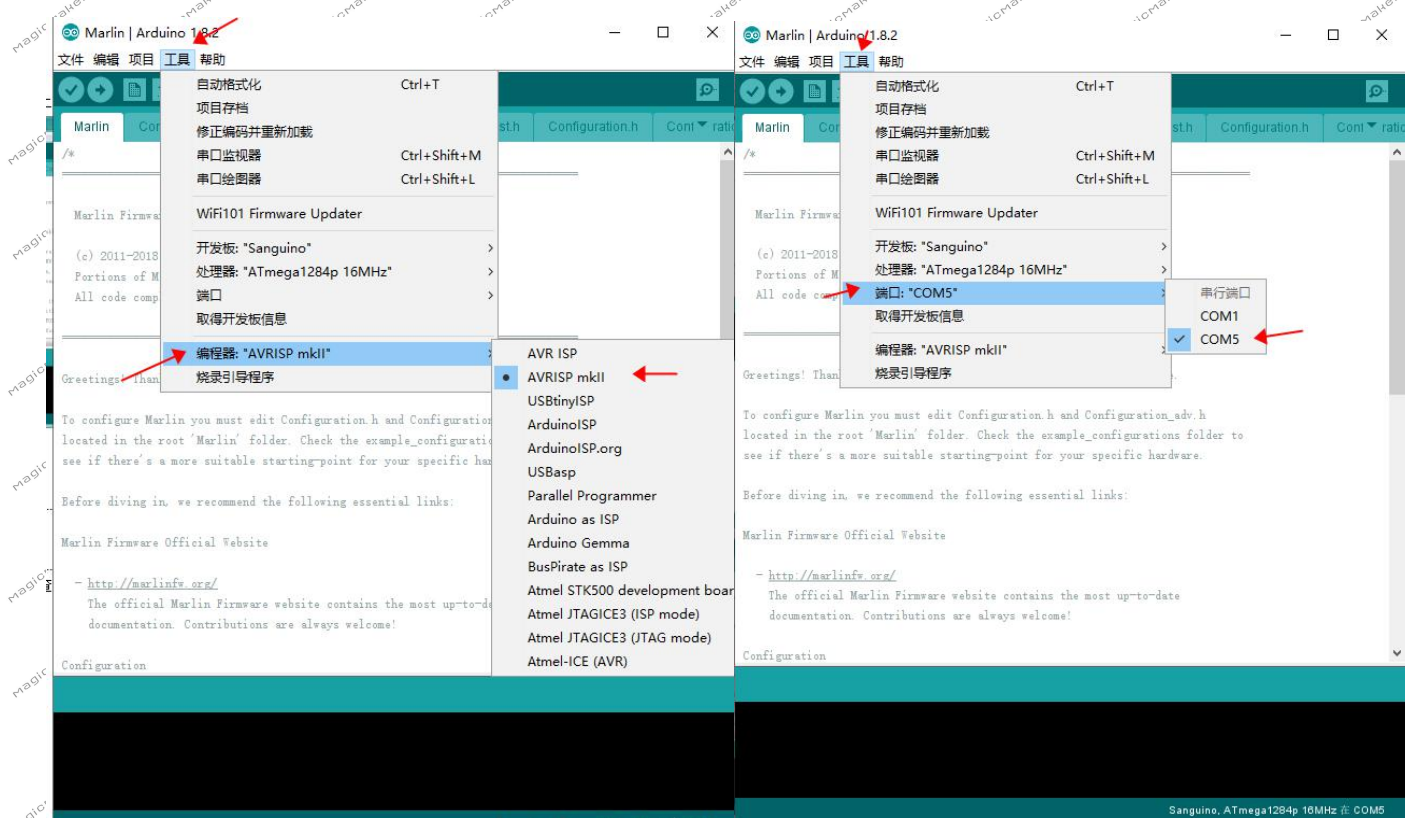 Marlin | Arduino 1.8.2
文件 编辑 项目 工具 帮助
自动格式化 Ctrl+T
项目存档
修正编码并重新加载
串口监视器 Ctrl+Shift+M
串口绘图器 Ctrl+Shift+L
WiFi101 Firmware Updater
开发板: "Sanguino"
处理器: "ATmega1284p 16MHz"
端口
取得开发板信息
编程器: "AVRISP mkII"
烧录引导程序
AVR ISP
AVRISP mkII
USBtinyISP
ArduinoISP
ArduinoISP.org
USBasp
Parallel Programmer
Arduino as ISP
Arduino Gemma
BusPirate as ISP
Atmel STK500 development boar
Atmel JTAGICE3 (ISP mode)
Atmel JTAGICE3 (JTAG mode)
Atmel-ICE (AVR)
Marlin Cor st.h Configuration.h Cont rati
/*
Marlin Firmwa
(c) 2011-2018
Portions of M
All code comp
Greetings! Than
To configure Marlin you must edit Configuration.h and Configuration
located in the root 'Marlin' folder. Check the example_configuratio
see if there's a more suitable starting-point for your specific har
Before diving in, we recommend the following essential links:
Marlin Firmware Official Website
- http://marlinfw.org/
The official Marlin Firmware website contains the most up-to-da
documentation. Contributions are always welcome!
Configuration
Marlin | Arduino 1.8.2
文件 编辑 项目 工具 帮助
自动格式化 Ctrl+T
项目存档
修正编码并重新加载
串口监视器 Ctrl+Shift+M
串口绘图器 Ctrl+Shift+L
WiFi101 Firmware Updater
开发板: "Sanguino"
处理器: "ATmega1284p 16MHz"
端口: "COM5"
取得开发板信息
编程器: "AVRISP mkII"
烧录引导程序
串行端口
COM1
COM5
Marlin Cor st.h Configuration.h Cont ratic
/*
Marlin Firmwa
(c) 2011-2018
Portions of M
All code comp
Greetings! Than
To configure Marlin you must edit Configuration.h and Configuration_adv.h
located in the root 'Marlin' folder. Check the example_configurations folder to
see if there's a more suitable starting-point for your specific hardware.
Before diving in, we recommend the following essential links:
Marlin Firmware Official Website
- http://marlinfw.org/
The official Marlin Firmware website contains the most up-to-date
documentation. Contributions are always welcome!
Configuration
Sanguino, ATmega1284p 16MHz 在 COM5